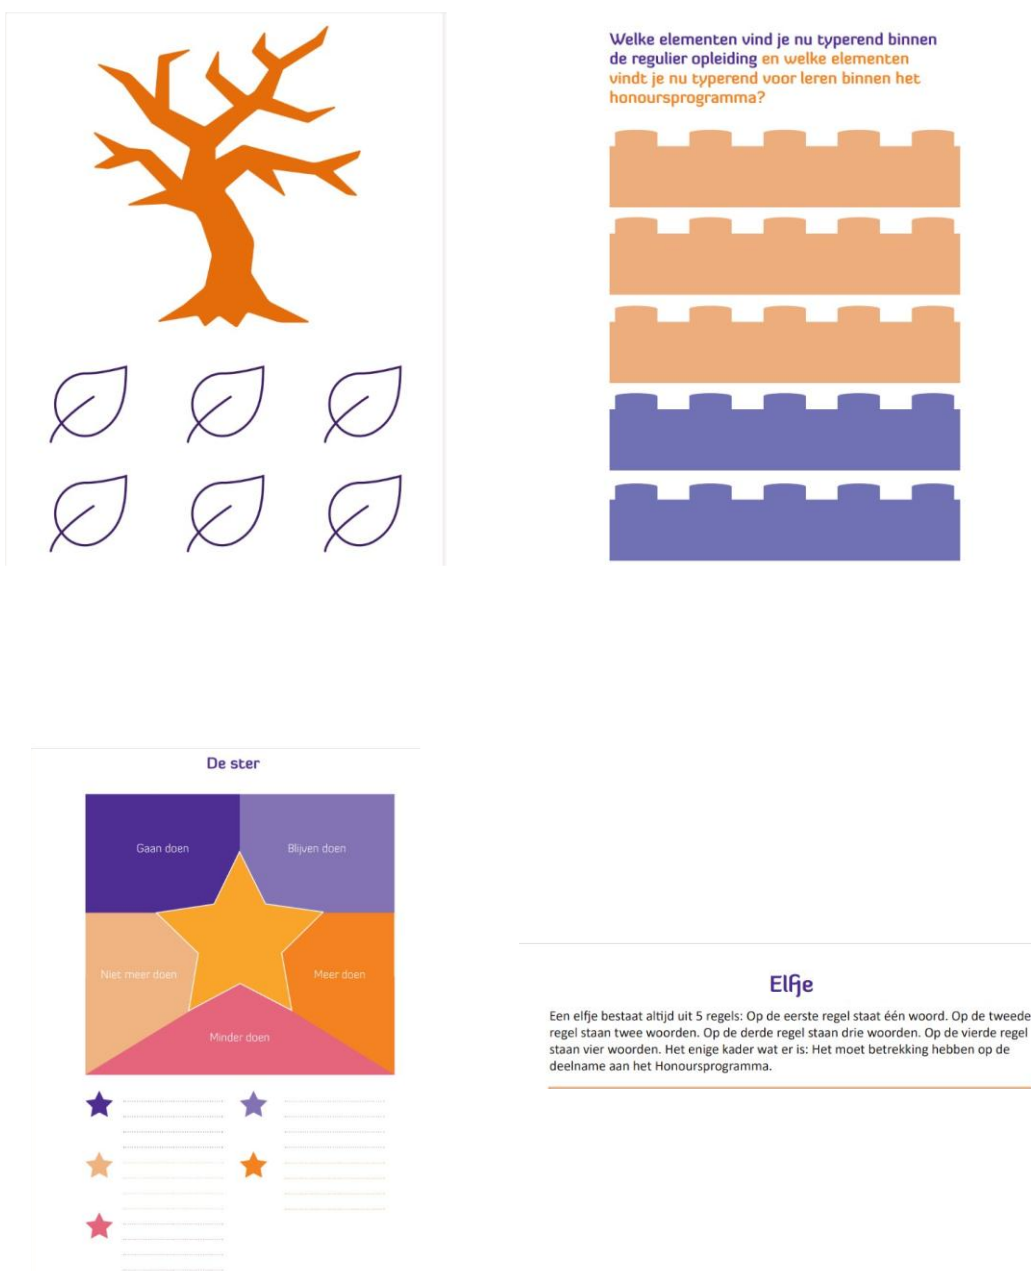 Welke elementen vind je nu typerend binnen
de regulier opleiding en welke elementen
vindt je nu typerend voor leren binnen het
honoursprogramma?
De ster
Gaan doen
Blijven doen
Niet meer doen
Meer doen
Minder doen
Elfje
Een elfje bestaat altijd uit 5 regels: Op de eerste regel staat één woord. Op de tweede
regel staan twee woorden. Op de derde regel staan drie woorden. Op de vierde regel
staan vier woorden. Het enige kader wat er is: Het moet betrekking hebben op de
deelname aan het Honoursprogramma.